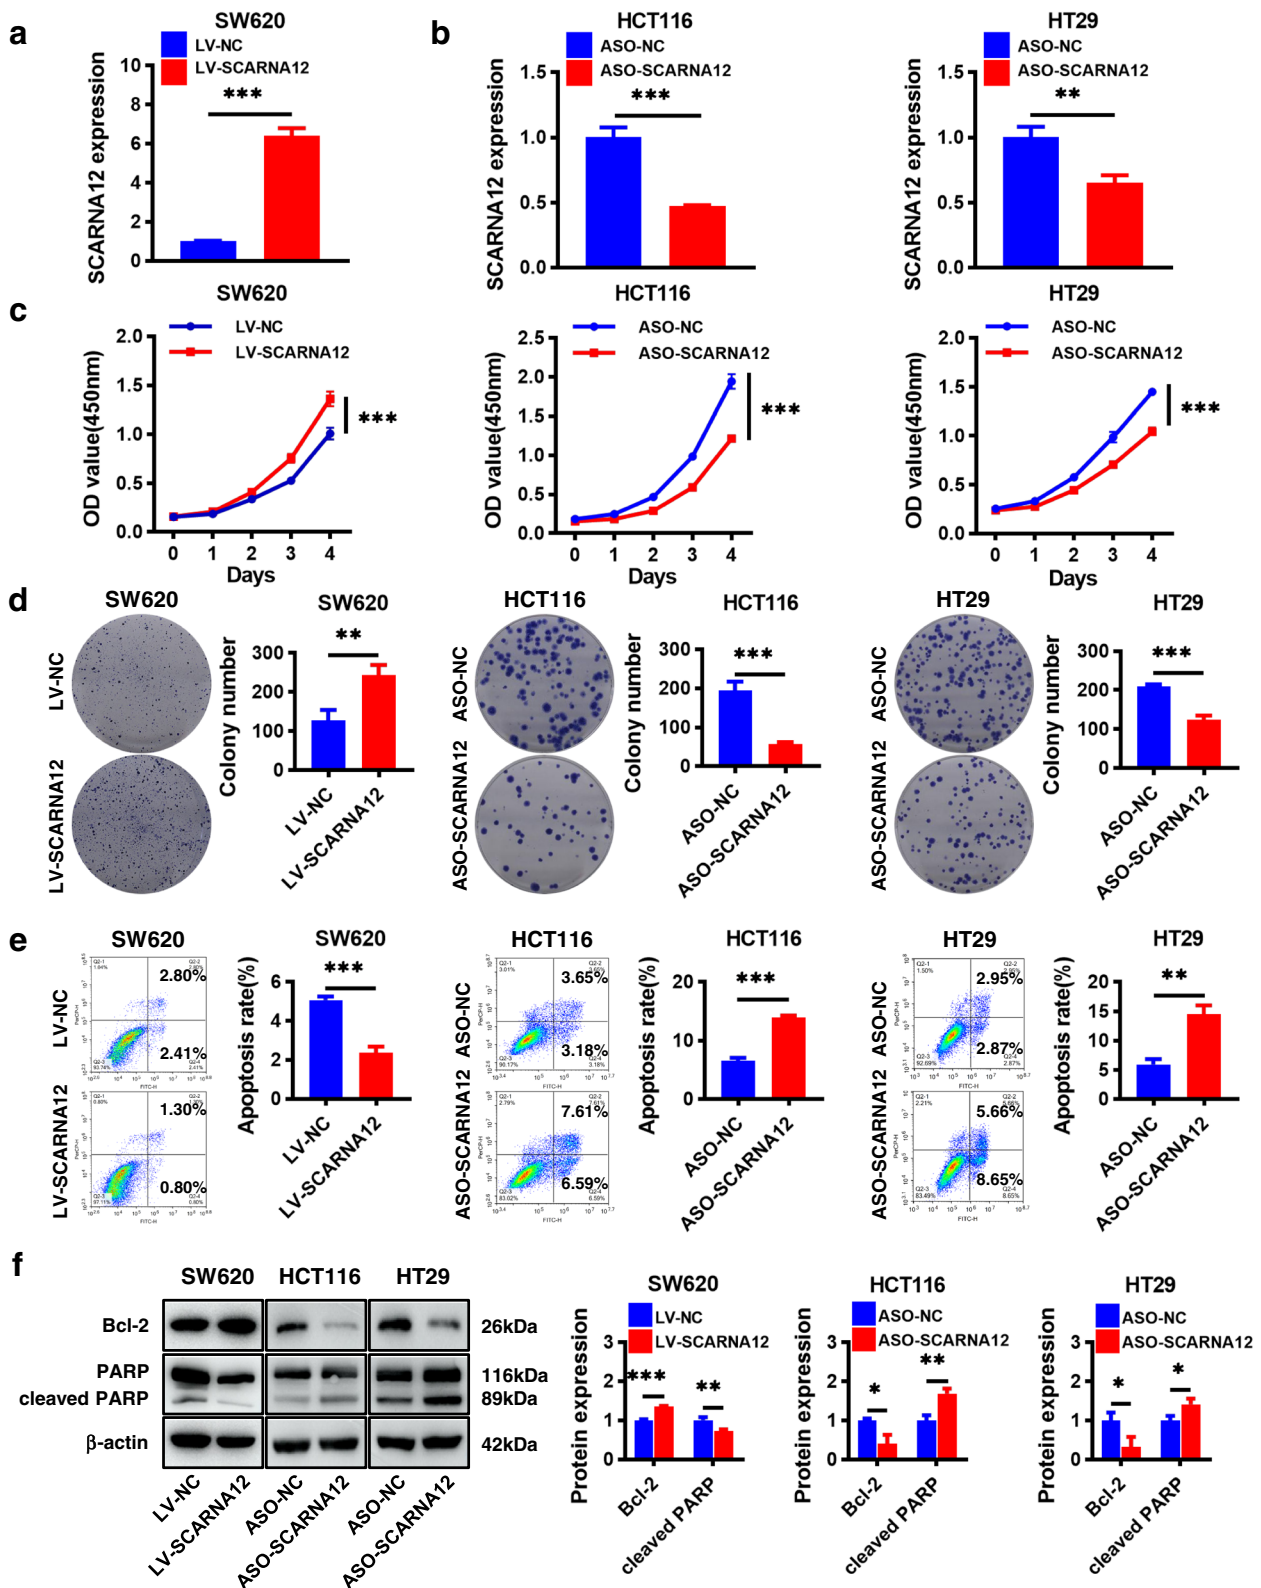 a
SW620
LV-NC
LV-SCARNA12
SCARNA12 expression
10
8
6
4
2
0
***
b
HCT116
ASO-NC
ASO-SCARNA12
SCARNA12 expression
1.5
1.0
0.5
0.0
***
HT29
ASO-NC
ASO-SCARNA12
SCARNA12 expression
1.5
1.0
0.5
0.0
**
c
SW620
LV-NC
LV-SCARNA12
OD value(450nm)
2.0
1.5
1.0
0.5
0.0
***
0 1 2 3 4
Days
HCT116
ASO-NC
ASO-SCARNA12
OD value(450nm)
2.5
2.0
1.5
1.0
0.5
0.0
***
0 1 2 3 4
Days
HT29
ASO-NC
ASO-SCARNA12
OD value(450nm)
2.0
1.5
1.0
0.5
0.0
***
0 1 2 3 4
Days
d
SW620
LV-NC
LV-SCARNA12
SW620
Colony number
300
200
100
0
**
LV-NC
LV-SCARNA12
HCT116
ASO-NC
ASO-SCARNA12
HCT116
Colony number
300
200
100
0
***
ASO-NC
ASO-SCARNA12
HT29
ASO-NC
ASO-SCARNA12
HT29
Colony number
300
200
100
0
***
ASO-NC
ASO-SCARNA12
e
SW620
LV-NC
2.80%
2.41%
LV-SCARNA12
1.30%
0.80%
FITC-H
SW620
Apoptosis rate(%)
6
4
2
0
***
LV-NC
LV-SCARNA12
HCT116
ASO-NC
3.65%
3.18%
ASO-SCARNA12
7.61%
6.59%
FITC-H
HCT116
Apoptosis rate(%)
20
10
0
***
ASO-NC
ASO-SCARNA12
HT29
ASO-NC
2.95%
2.87%
ASO-SCARNA12
5.66%
8.65%
FITC-H
HT29
Apoptosis rate(%)
20
15
10
5
0
**
ASO-NC
ASO-SCARNA12
f
SW620 HCT116 HT29
Bcl-2 26kDa
PARP 116kDa
cleaved PARP 89kDa
β-actin 42kDa
LV-NC
LV-SCARNA12
ASO-NC
ASO-SCARNA12
ASO-NC
ASO-SCARNA12
SW620
LV-NC
LV-SCARNA12
Protein expression
3
2
1
0
***
**
Bcl-2
cleaved PARP
HCT116
ASO-NC
ASO-SCARNA12
Protein expression
3
2
1
0
*
**
Bcl-2
cleaved PARP
HT29
ASO-NC
ASO-SCARNA12
Protein expression
3
2
1
0
*
*
Bcl-2
cleaved PARP